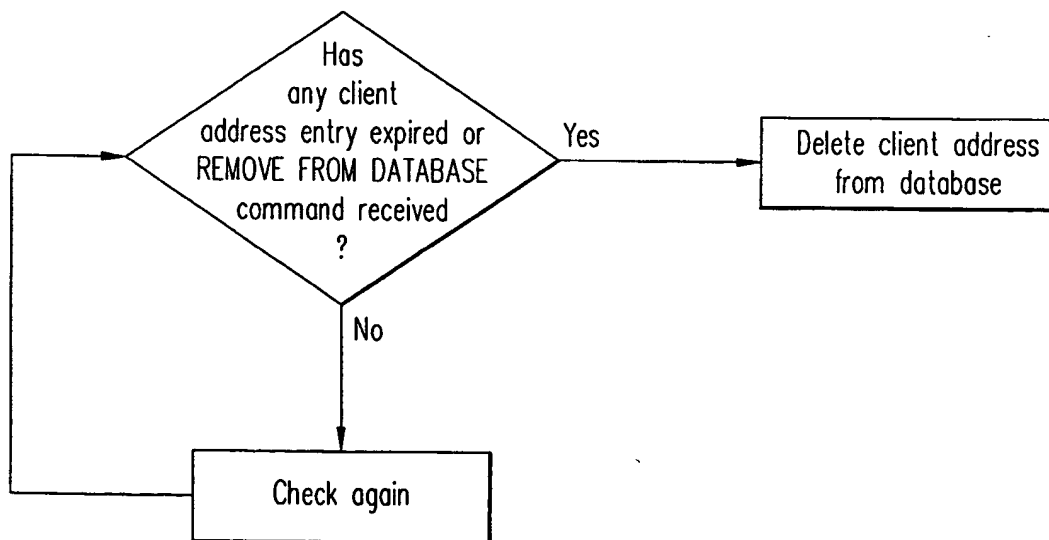 Has
any client
address entry expired or
REMOVE FROM DATABASE
command received
?
Yes
Delete client address
from database
No
Check again